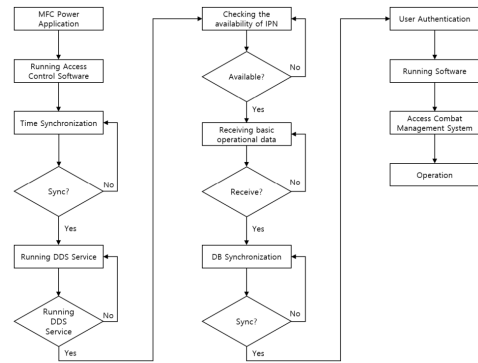 MFC Power
Application
Running Access
Control Software
Time Synchronization
Sync?
No
Yes
Running DDS Service
Running
DDS
Service
No
Yes
Checking the
availability of IPN
Available?
No
Yes
Receiving basic
operational data
Receive?
No
Yes
DB Synchronization
Sync?
No
Yes
User Authentication
Running Software
Access Combat
Management System
Operation